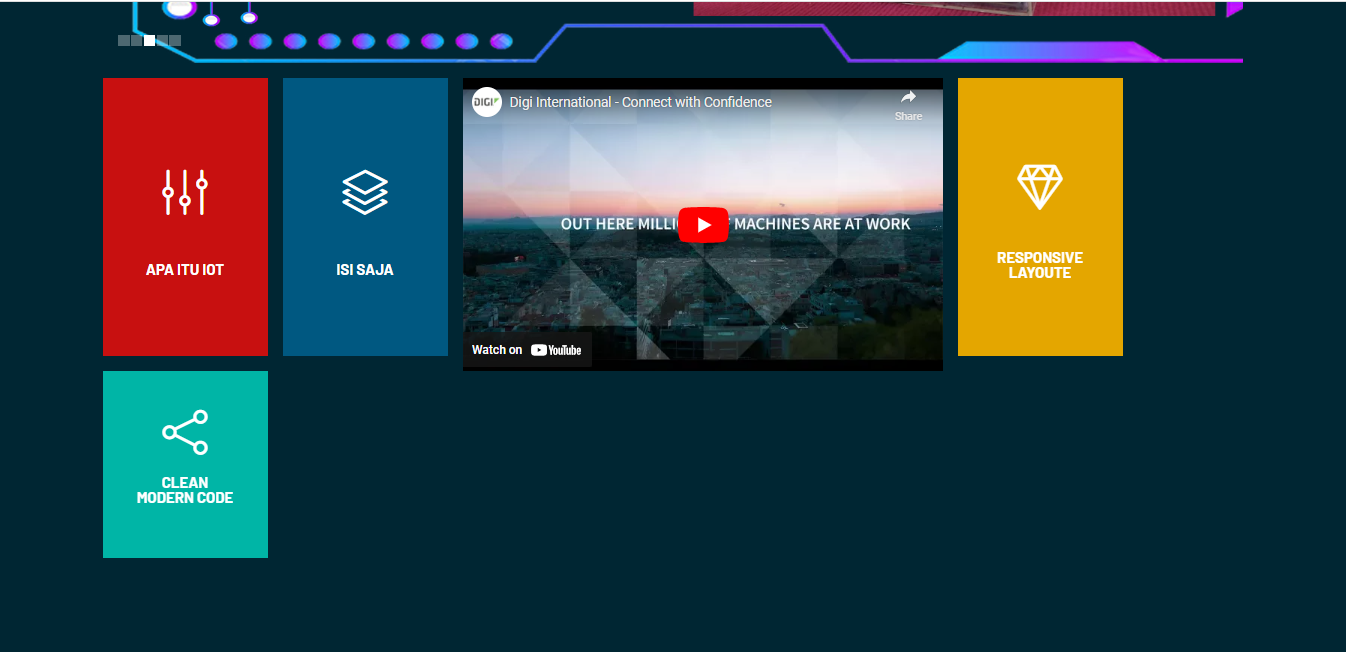 DIGI
Digi International - Connect with Confidence
Share
OUT HERE MILLI MACHINES ARE AT WORK
Watch on YouTube
APA ITU IOT
ISI SAJA
RESPONSIVE
LAYOUTE
CLEAN
MODERN CODE